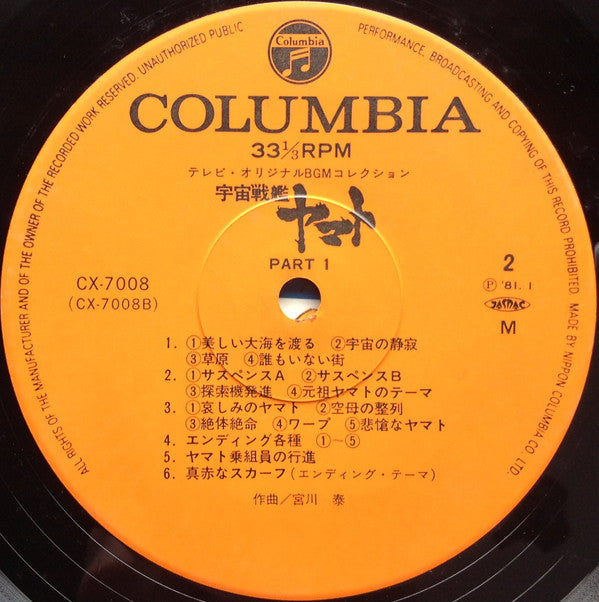 Columbia
COLUMBIA
33⅓RPM
テレビ・オリジナルBGMコレクション
宇宙戦艦
ヤマト
PART 1
CX-7008
(CX-7008B)
2
Ⓟ '81.1
JASRAC
M
1. ①美しい大海を渡る ②宇宙の静寂
③草原 ④誰もいない街
2. ①サスペンスA ②サスペンスB
③探索機発進 ④元祖ヤマトのテーマ
3. ①哀しみのヤマト ②空母の整列
③絶体絶命 ④ワープ ⑤悲愴なヤマト
4. エンディング各種 ①～⑤
5. ヤマト乗組員の行進
6. 真赤なスカーフ(エンディング・テーマ)
作曲/宮川 泰
ALL RIGHTS OF THE MANUFACTURER AND OF THE OWNER OF THE RECORDED WORK RESERVED. UNAUTHORIZED PUBLIC PERFORMANCE, BROADCASTING AND COPYING OF THIS RECORD PROHIBITED. MADE BY NIPPON COLUMBIA CO. LTD.